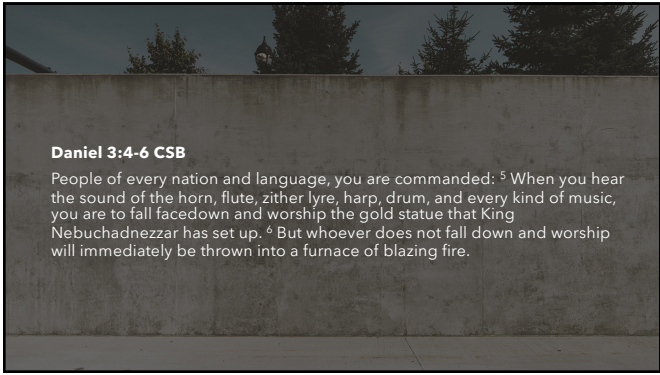 Daniel 3:4-6 CSB
People of every nation and language, you are commanded: ⁵ When you hear
the sound of the horn, flute, zither lyre, harp, drum, and every kind of music,
you are to fall facedown and worship the gold statue that King
Nebuchadnezzar has set up. ⁶ But whoever does not fall down and worship
will immediately be thrown into a furnace of blazing fire.